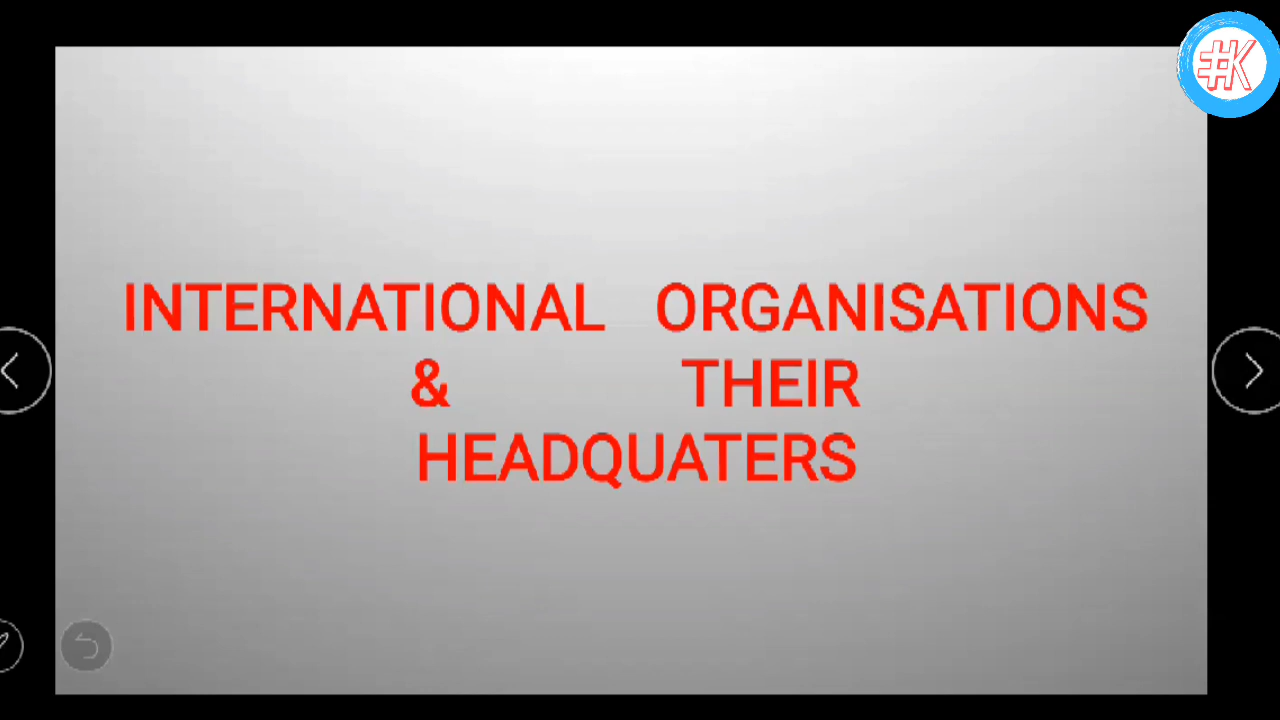 #K
INTERNATIONAL ORGANISATIONS
& THEIR
HEADQUATERS